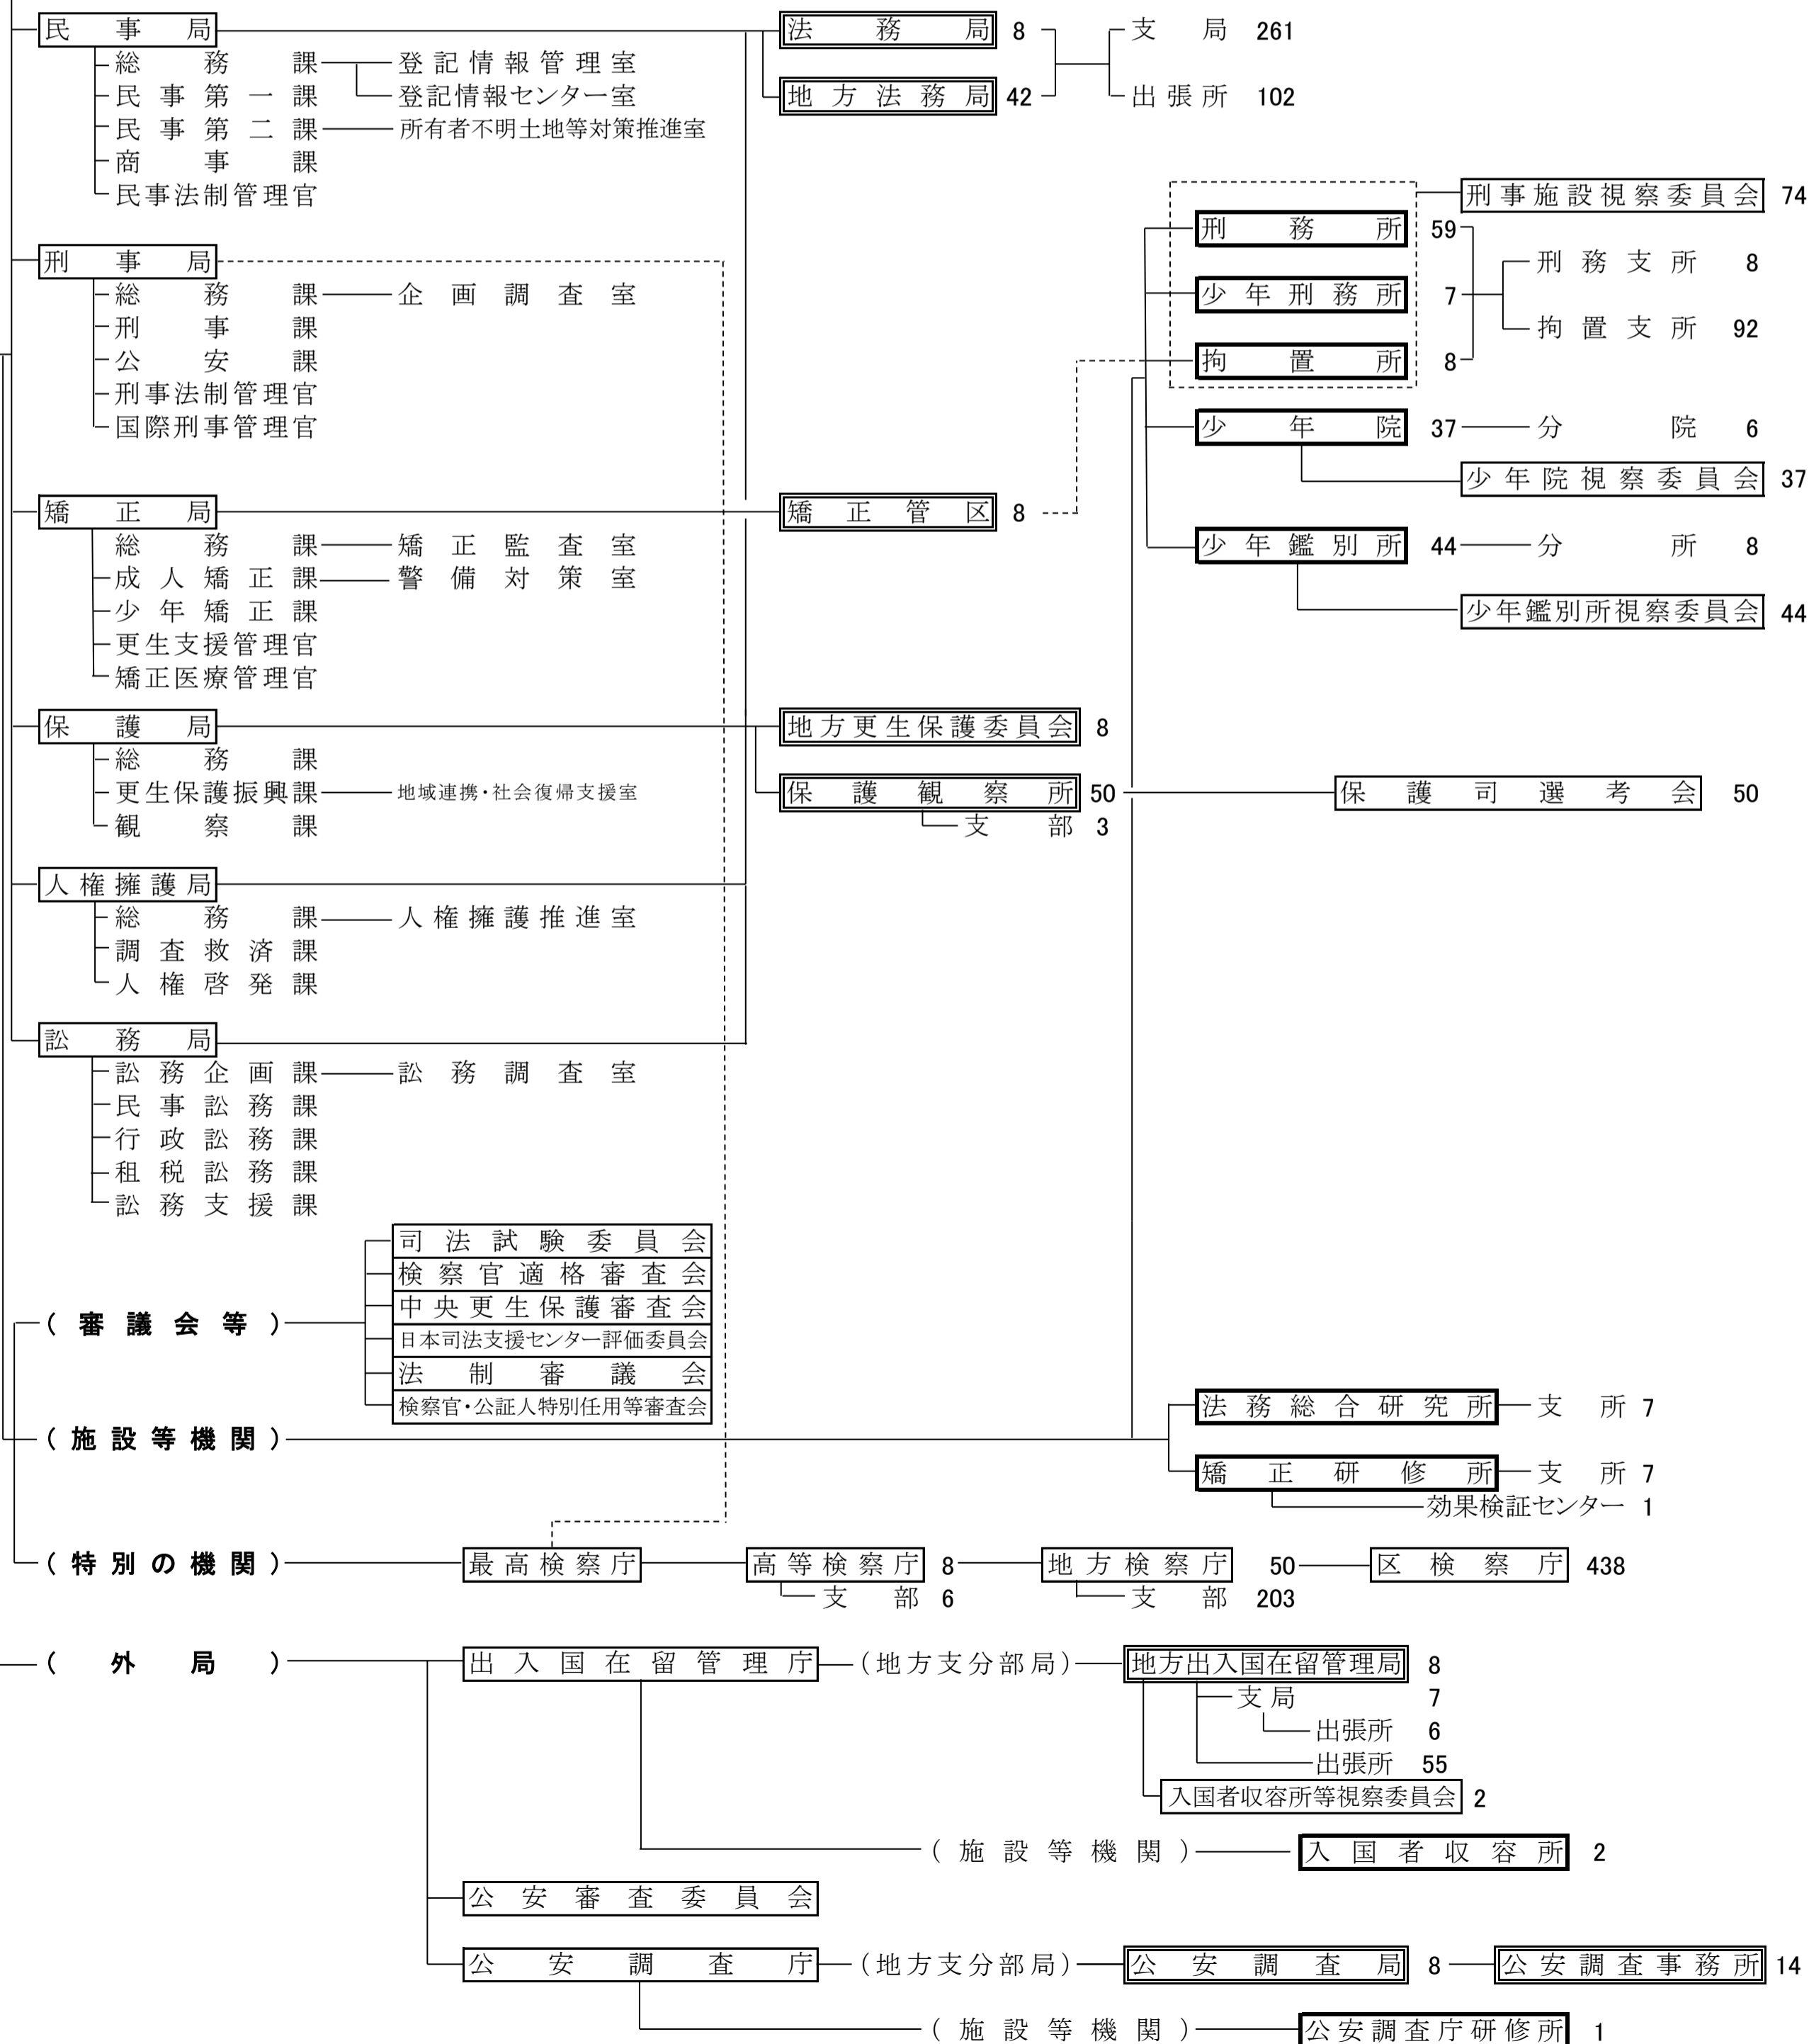 民事局 法務局 8 支局 261
総務課 登記情報管理室
民事第一課 登記情報センター室 地方法務局 42 出張所 102
民事第二課 所有者不明土地等対策推進室
商事課
民事法制管理官 刑事施設視察委員会 74
刑務所 59
刑事局 刑務支所 8
総務課 企画調査室 少年刑務所 7
刑事課 拘置支所 92
公安課 拘置所 8
刑事法制管理官
国際刑事管理官 少年院 37 分院 6
少年院視察委員会 37
矯正局 矯正管区 8
総務課 矯正監査室 少年鑑別所 44 分所 8
成人矯正課 警備対策室
少年矯正課 少年鑑別所視察委員会 44
更生支援管理官
矯正医療管理官
保護局 地方更生保護委員会 8
総務課
更生保護振興課 地域連携・社会復帰支援室 保護観察所 50 保護司選考会 50
観察課 支部 3
人権擁護局
総務課 人権擁護推進室
調査救済課
人権啓発課
訟務局
訟務企画課 訟務調査室
民事訟務課
行政訟務課
租税訟務課
訟務支援課
司法試験委員会
検察官適格審査会
中央更生保護審査会
(審議会等)
日本司法支援センター評価委員会
法制審議会
検察官・公証人特別任用等審査会 法務総合研究所 支所 7
(施設等機関)
矯正研修所 支所 7
効果検証センター 1
(特別の機関) 最高検察庁 高等検察庁 8 地方検察庁 50 区検察庁 438
支部 6 支部 203
(外局) 出入国在留管理庁 (地方支分部局) 地方出入国在留管理局 8
支局 7
出張所 6
出張所 55
入国者収容所等視察委員会 2
(施設等機関) 入国者収容所 2
公安審査委員会
公安調査庁 (地方支分部局) 公安調査局 8 公安調査事務所 14
(施設等機関) 公安調査庁研修所 1